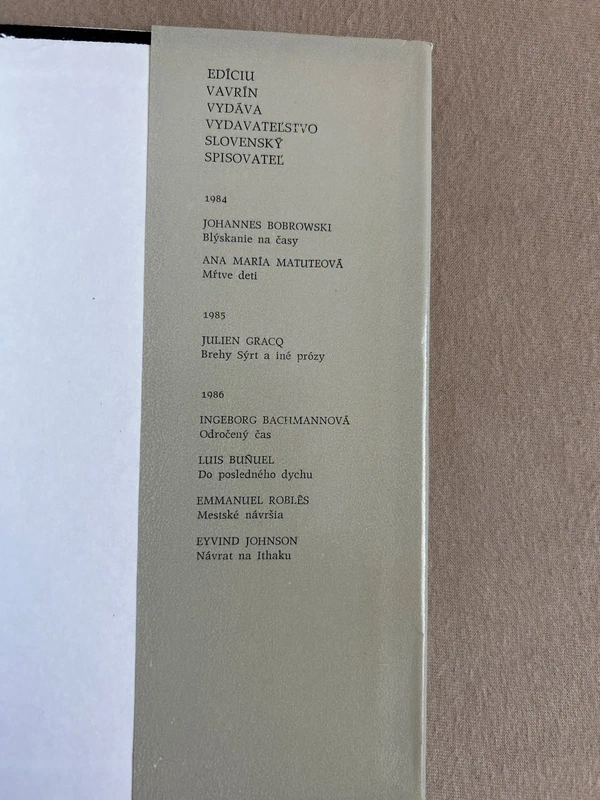 EDÍCIU
VAVRÍN
VYDÁVA
VYDAVATEĽSTVO
SLOVENSKÝ
SPISOVATEĽ
1984
JOHANNES BOBROWSKI
Blýskanie na časy
ANA MARÍA MATUTEOVÁ
Mŕtve deti
1985
JULIEN GRACQ
Brehy Sýrt a iné prózy
1986
INGEBORG BACHMANNOVÁ
Odročený čas
LUIS BUÑUEL
Do posledného dychu
EMMANUEL ROBLÈS
Mestské návršia
EYVIND JOHNSON
Návrat na Ithaku